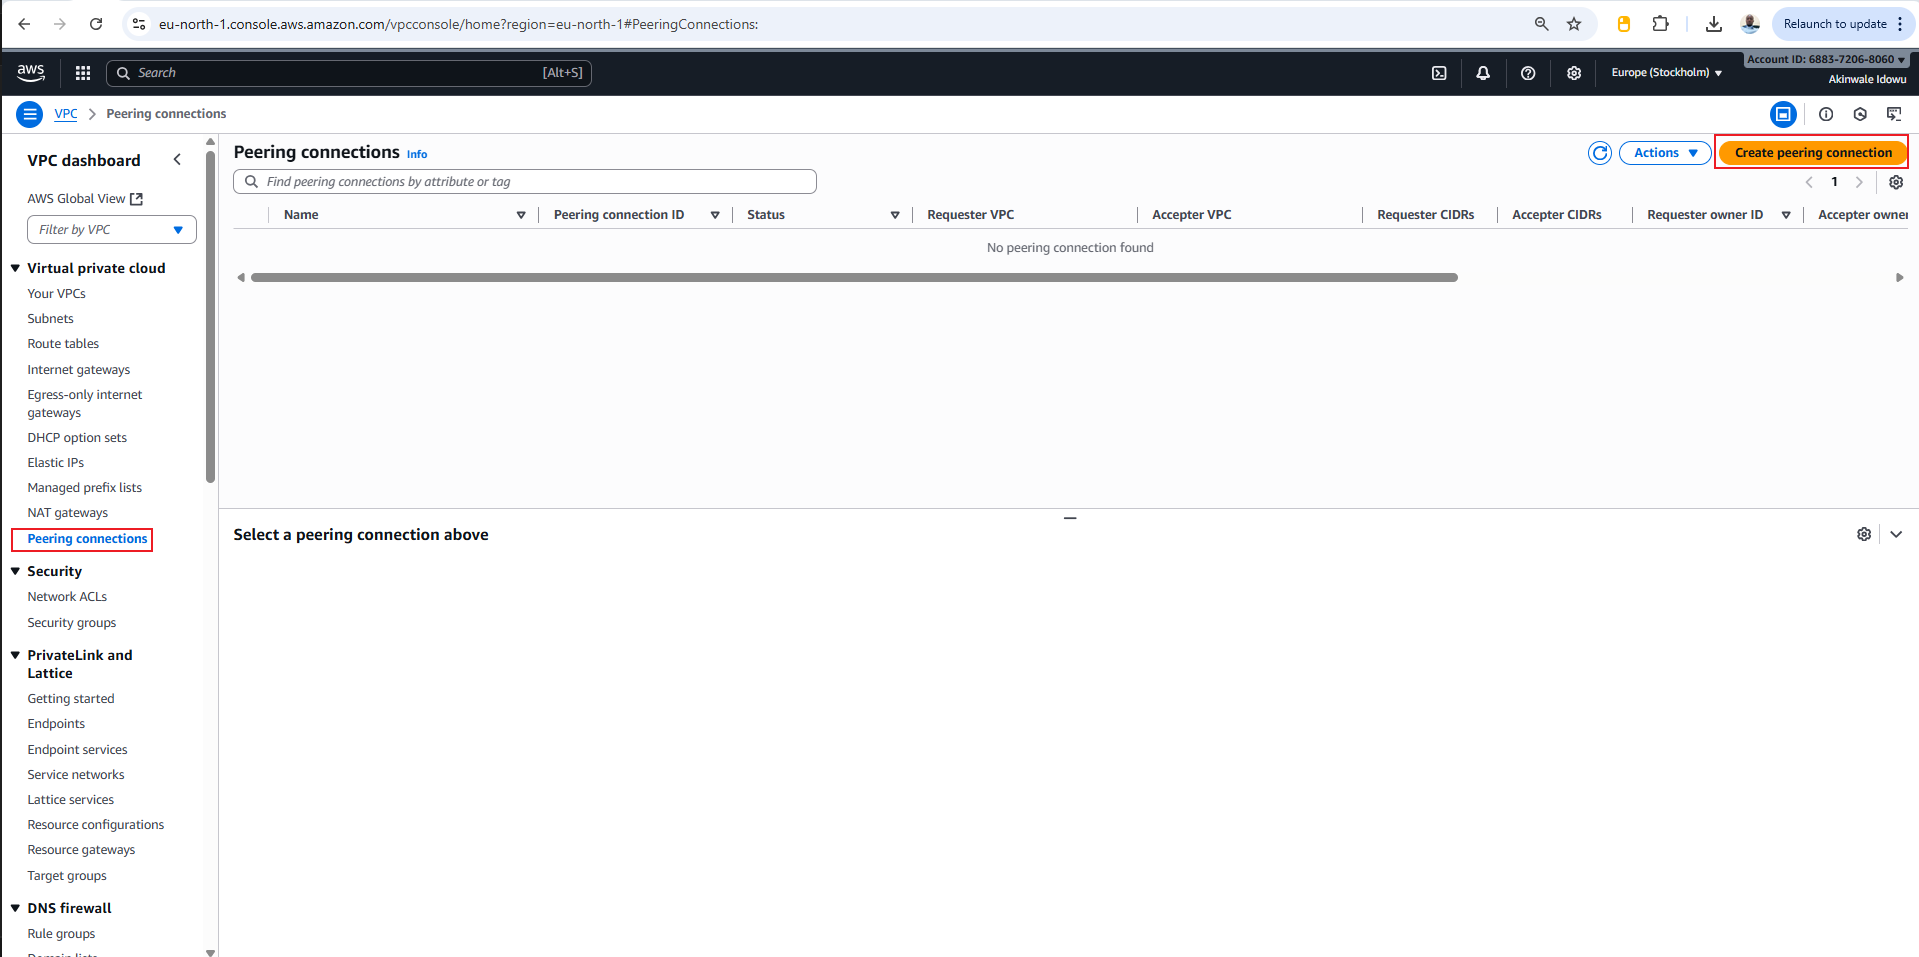 eu-north-1.console.aws.amazon.com/vpcconsole/home?region=eu-north-1#PeeringConnections:
Relaunch to update
aws
Search
[Alt+S]
Europe (Stockholm)
Account ID: 6883-7206-8060
Akinwale Idowu
VPC
Peering connections
VPC dashboard
AWS Global View
Filter by VPC
Virtual private cloud
Your VPCs
Subnets
Route tables
Internet gateways
Egress-only internet
gateways
DHCP option sets
Elastic IPs
Managed prefix lists
NAT gateways
Peering connections
Security
Network ACLs
Security groups
PrivateLink and
Lattice
Getting started
Endpoints
Endpoint services
Service networks
Lattice services
Resource configurations
Resource gateways
Target groups
DNS firewall
Rule groups
Peering connections Info
Actions
Create peering connection
Find peering connections by attribute or tag
1
Name Peering connection ID Status Requester VPC Accepter VPC Requester CIDRs Accepter CIDRs Requester owner ID Accepter owner
No peering connection found
Select a peering connection above